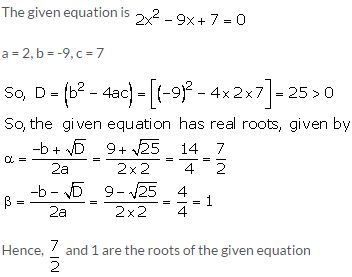 The given equation is 2x² - 9x + 7 = 0
a = 2, b = -9, c = 7
So, D = (b² - 4ac) = [(-9)² - 4 x 2 x 7] = 25 > 0
So, the given equation has real roots, given by
α = (-b + √D)/2a = (9 + √25)/(2 x 2) = 14/4 = 7/2
β = (-b - √D)/2a = (9 - √25)/(2 x 2) = 4/4 = 1
Hence, 7/2 and 1 are the roots of the given equation